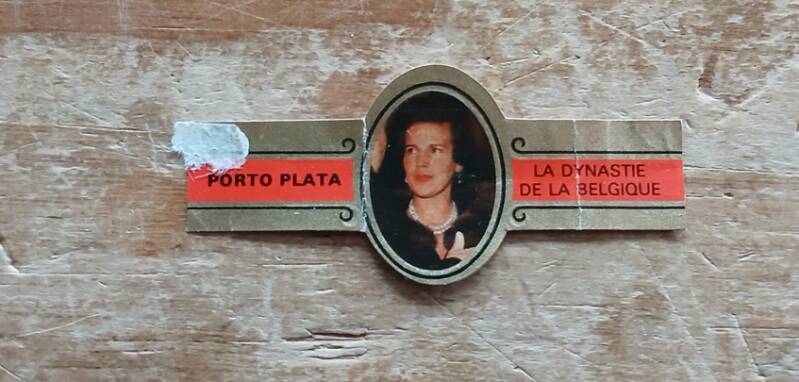 PORTO PLATA
LA DYNASTIE
DE LA BELGIQUE